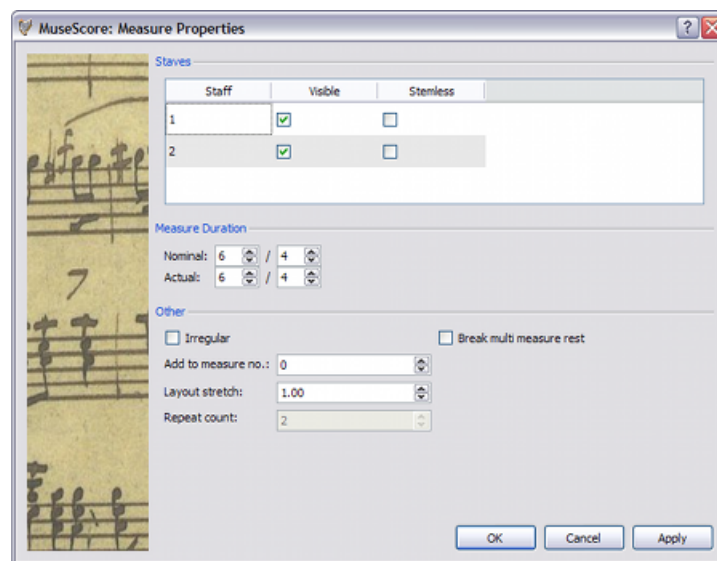 MuseScore: Measure Properties
Staves
Staff Visible Stemless
1
2
Measure Duration
Nominal: 6 / 4
Actual: 6 / 4
Other
Irregular Break multi measure rest
Add to measure no.: 0
Layout stretch: 1.00
Repeat count: 2
7
OK Cancel Apply